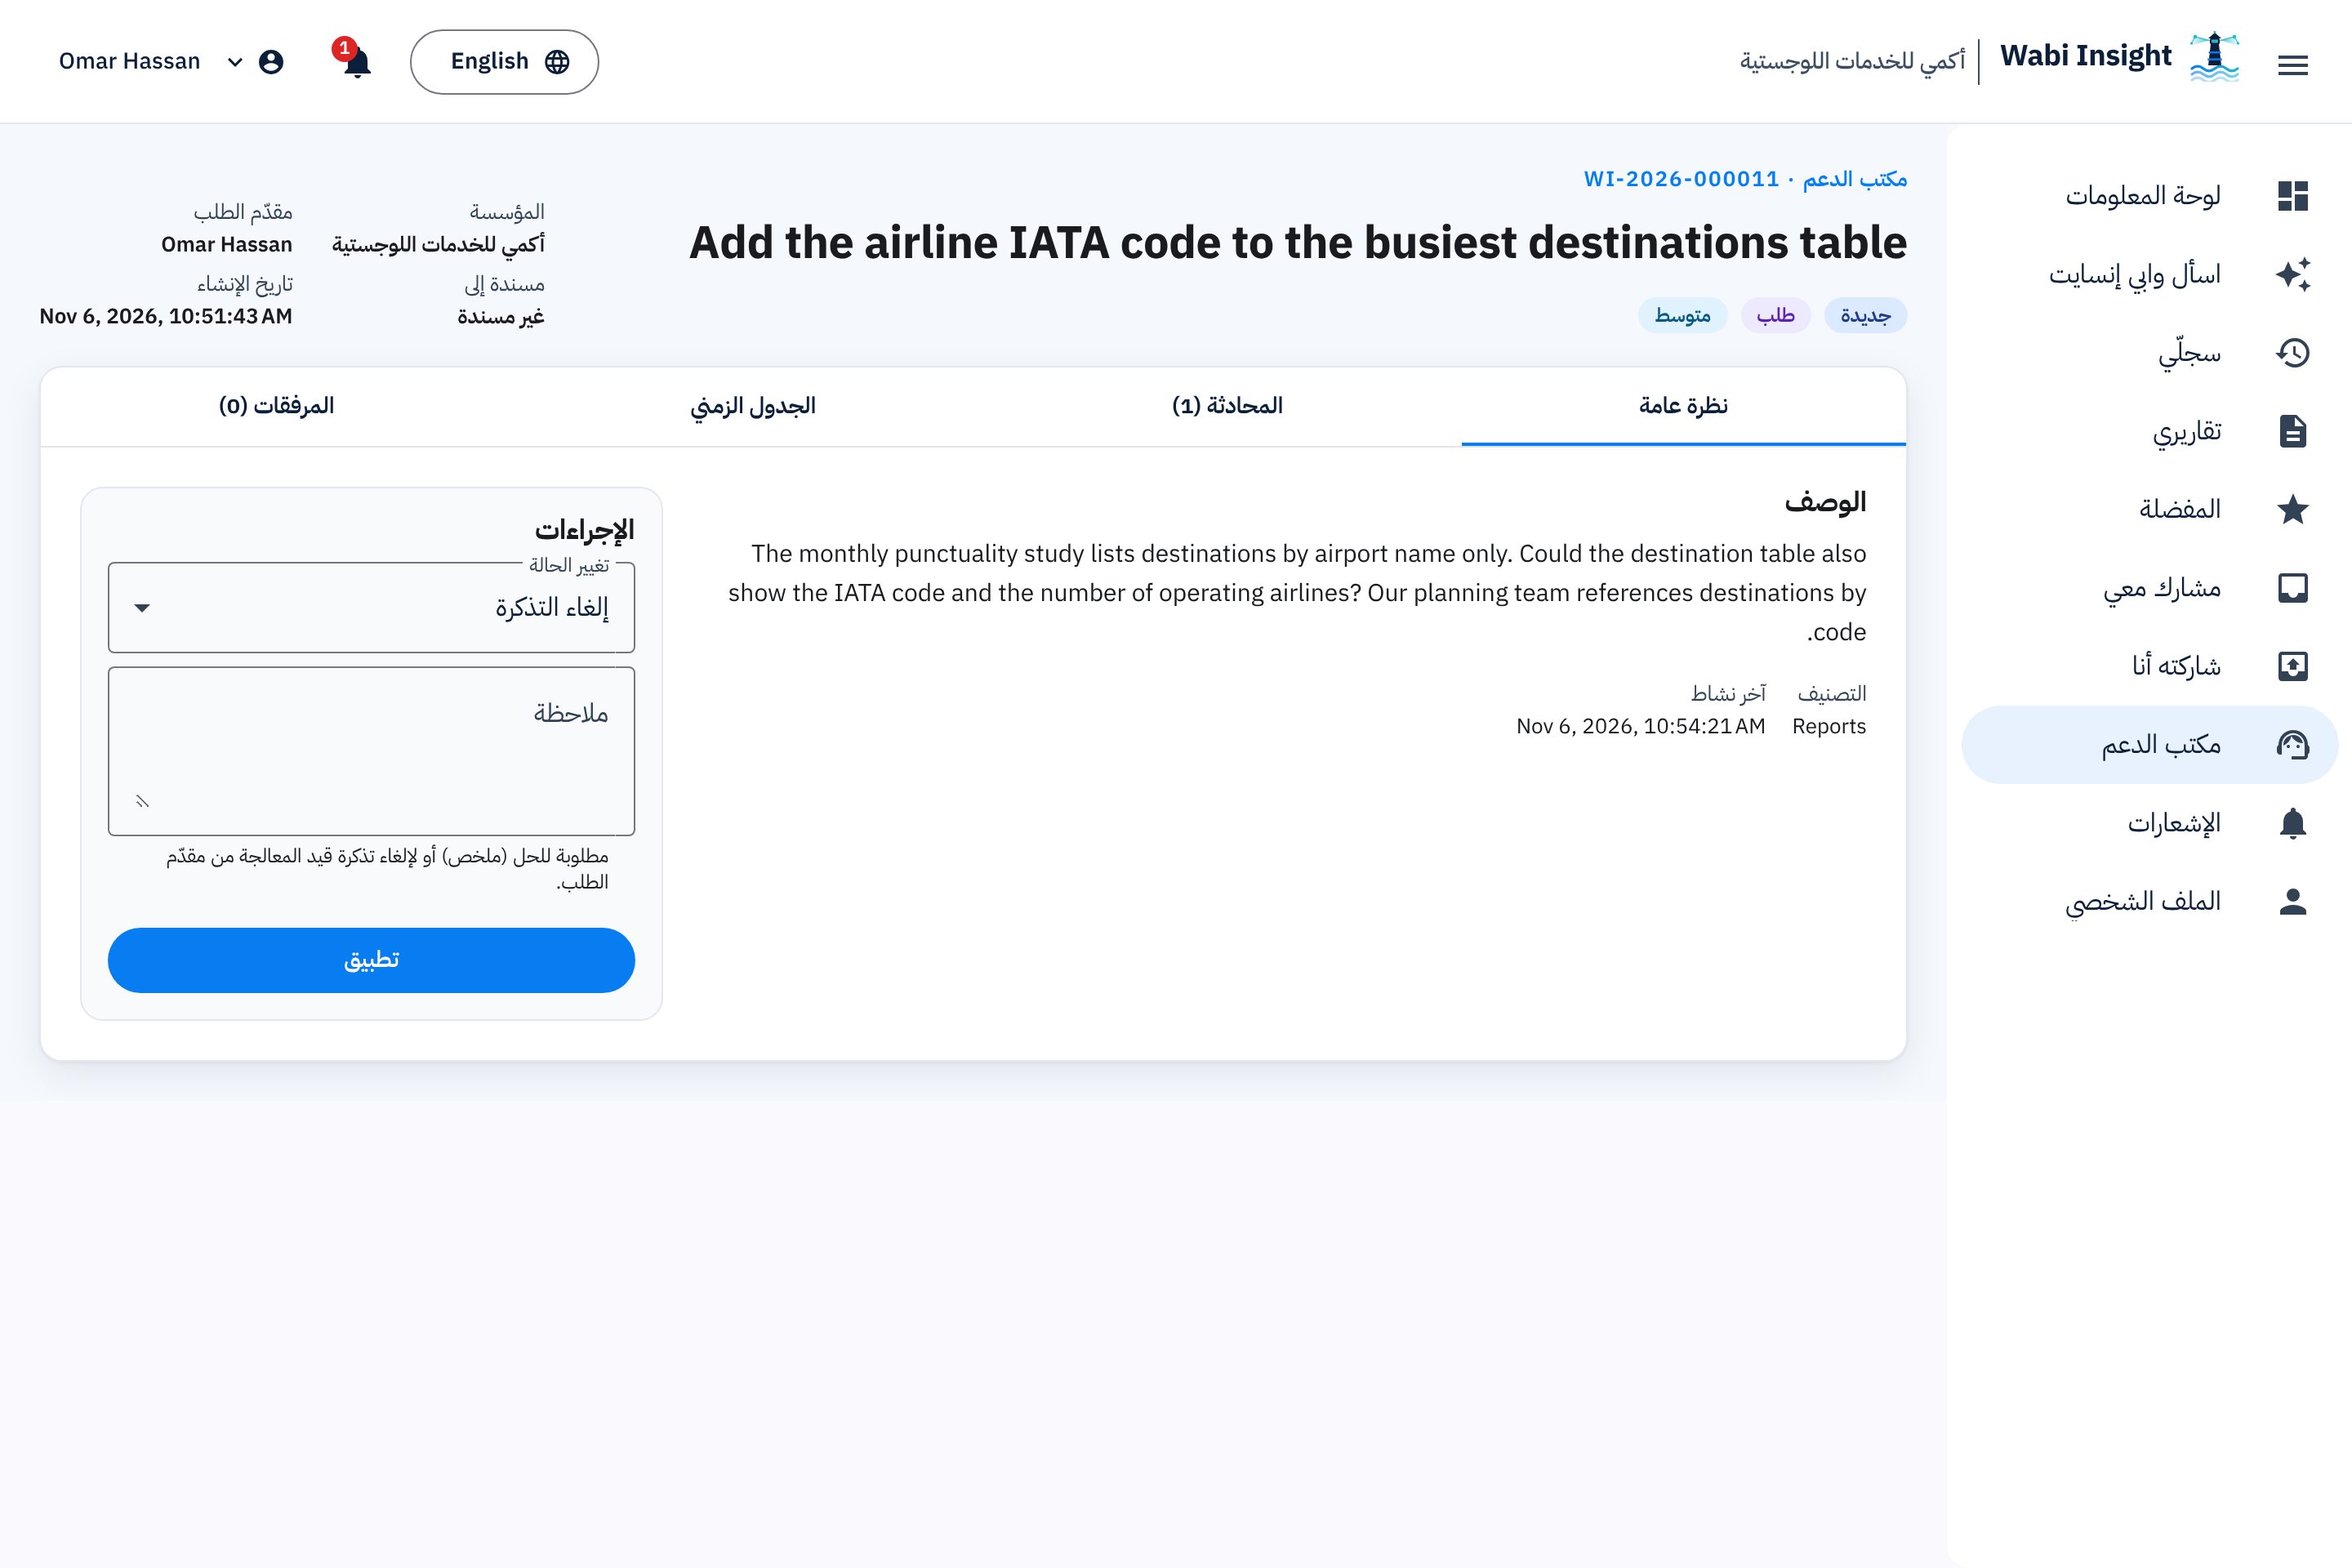 Wabi Insight
أكمي للخدمات اللوجستية
English
1
Omar Hassan
لوحة المعلومات
اسأل وابي إنسايت
سجلّي
تقاريري
المفضلة
مشارك معي
شاركته أنا
مكتب الدعم
الإشعارات
الملف الشخصي
مكتب الدعم · WI-2026-000011
Add the airline IATA code to the busiest destinations table
جديدة
طلب
متوسط
المؤسسة
أكمي للخدمات اللوجستية
مقدّم الطلب
Omar Hassan
مسندة إلى
غير مسندة
تاريخ الإنشاء
Nov 6, 2026, 10:51:43 AM
نظرة عامة
المحادثة (1)
الجدول الزمني
المرفقات (0)
الوصف
The monthly punctuality study lists destinations by airport name only. Could the destination table also
show the IATA code and the number of operating airlines? Our planning team references destinations by
code.
التصنيف
Reports
آخر نشاط
Nov 6, 2026, 10:54:21 AM
الإجراءات
تغيير الحالة
إلغاء التذكرة
ملاحظة
مطلوبة للحل (ملخص) أو لإلغاء تذكرة قيد المعالجة من مقدّم
الطلب.
تطبيق